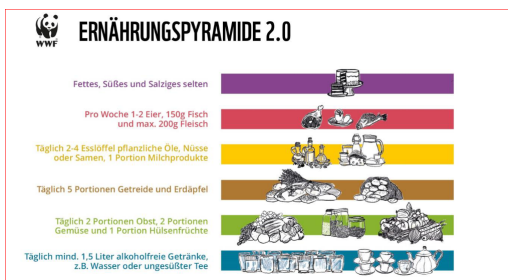 WWF
ERNÄHRUNGSPYRAMIDE 2.0
Fettes, Süßes und Salziges selten
Pro Woche 1-2 Eier, 150g Fisch
und max. 200g Fleisch
Täglich 2-4 Esslöffel pflanzliche Öle, Nüsse
oder Samen, 1 Portion Milchprodukte
Täglich 5 Portionen Getreide und Erdäpfel
Täglich 2 Portionen Obst, 2 Portionen
Gemüse und 1 Portion Hülsenfrüchte
Täglich mind. 1,5 Liter alkoholfreie Getränke,
z.B. Wasser oder ungesüßter Tee